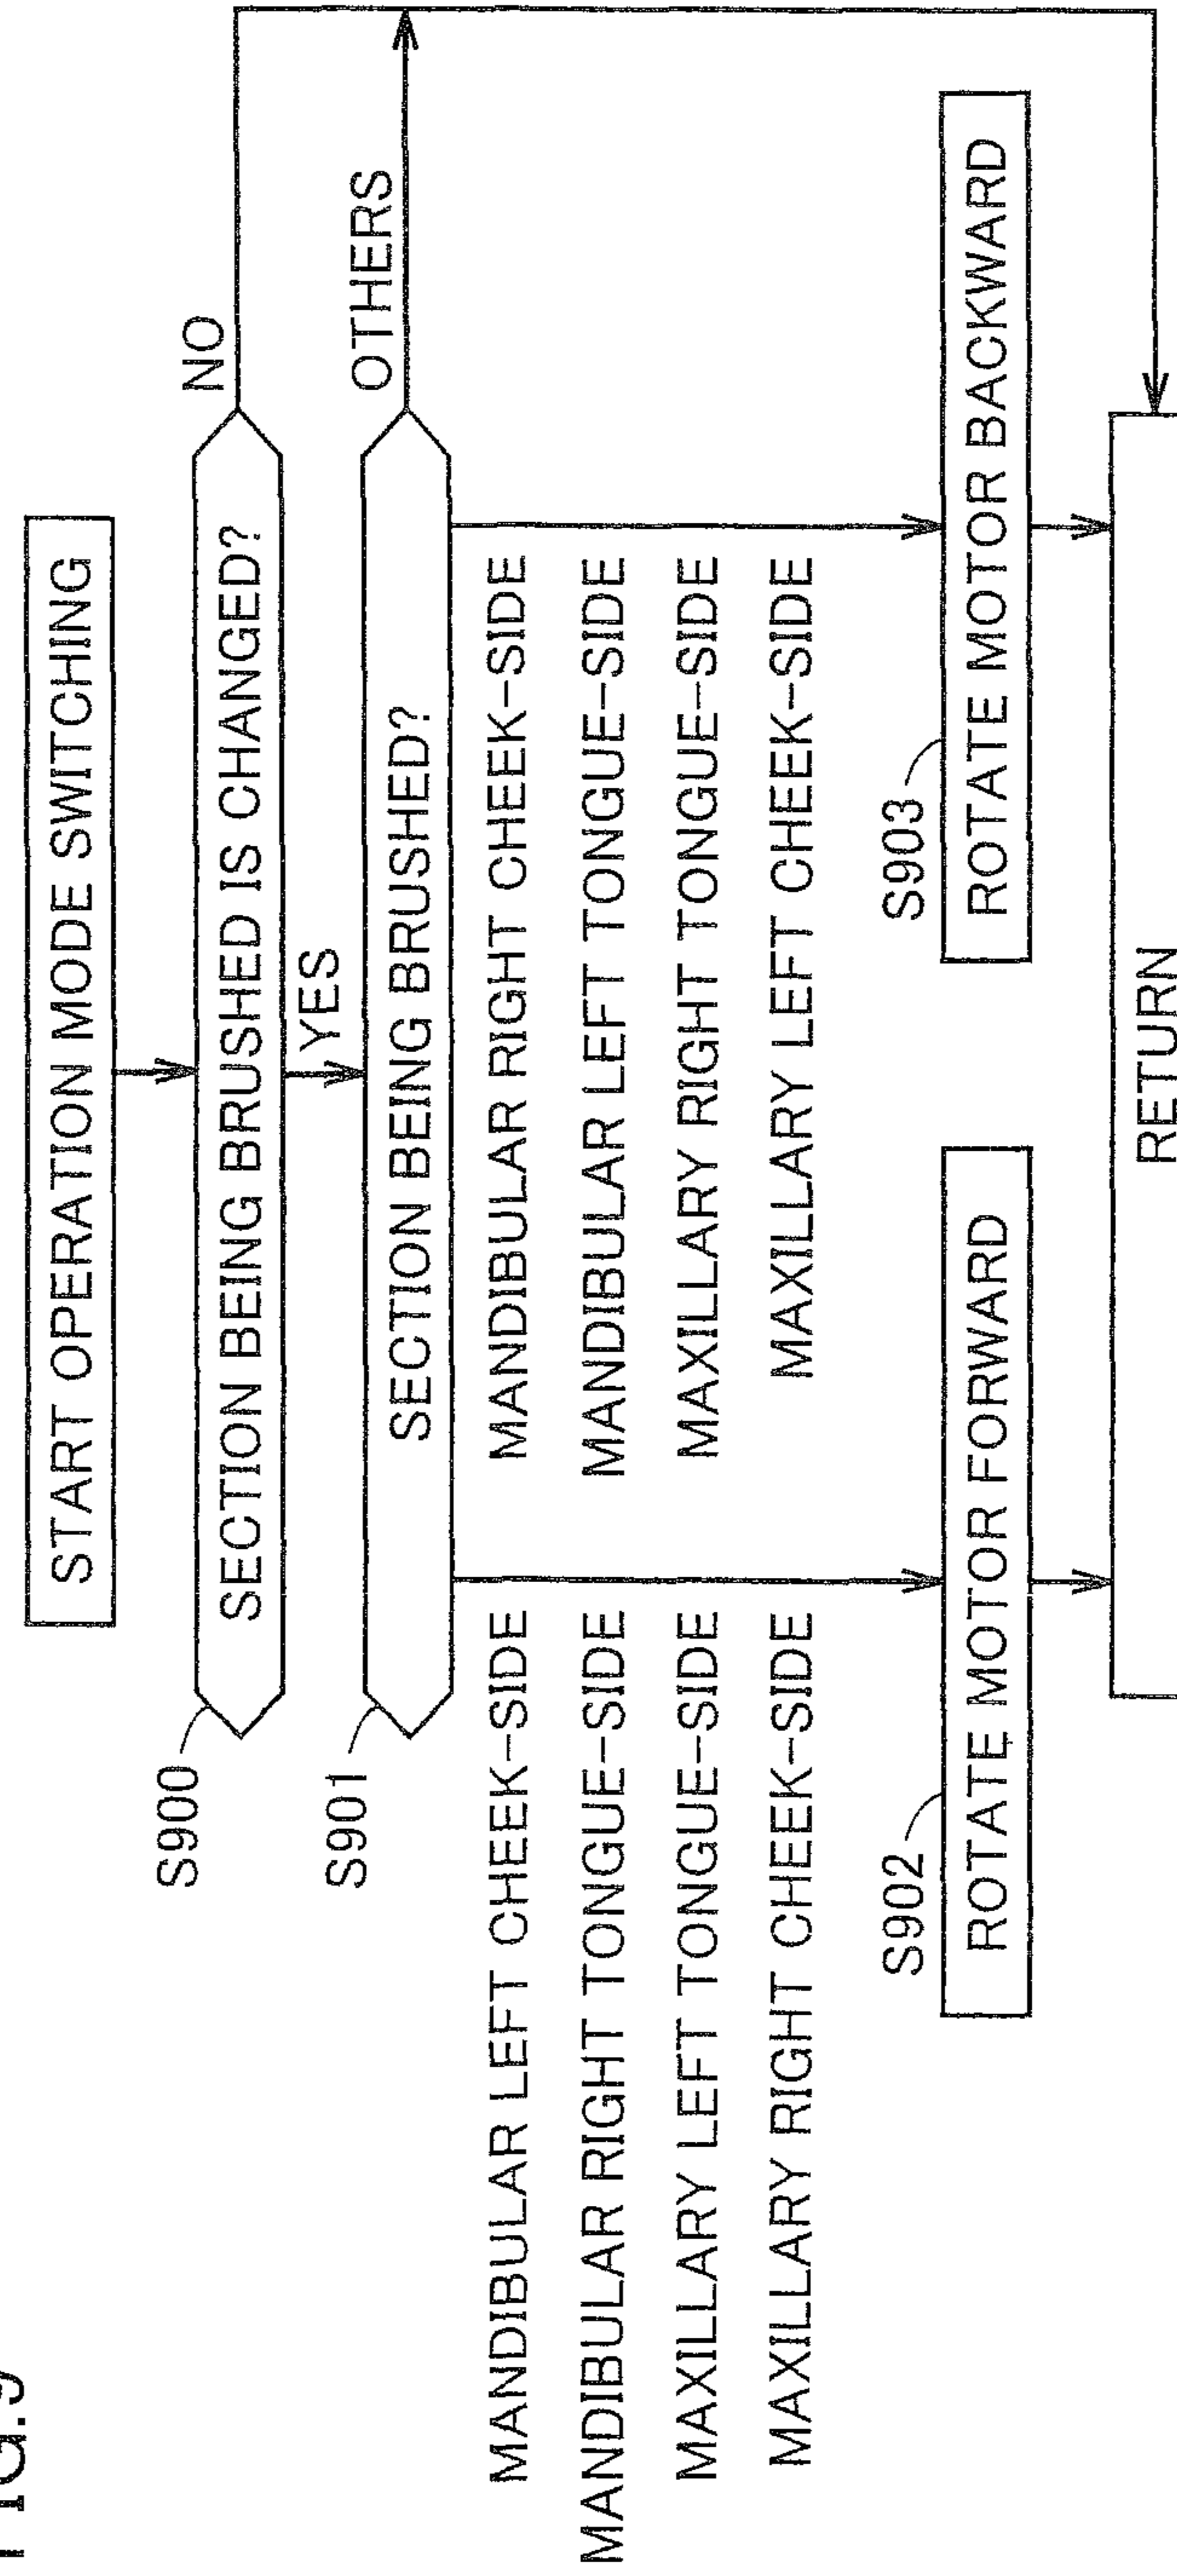 FIG.9
START OPERATION MODE SWITCHING
S900
SECTION BEING BRUSHED IS CHANGED?
NO
YES
S901
SECTION BEING BRUSHED?
OTHERS
MANDIBULAR LEFT CHEEK-SIDE
MANDIBULAR RIGHT TONGUE-SIDE
MAXILLARY LEFT TONGUE-SIDE
MAXILLARY RIGHT CHEEK-SIDE
MANDIBULAR RIGHT CHEEK-SIDE
MANDIBULAR LEFT TONGUE-SIDE
MAXILLARY RIGHT TONGUE-SIDE
MAXILLARY LEFT CHEEK-SIDE
S902
ROTATE MOTOR FORWARD
S903
ROTATE MOTOR BACKWARD
RETURN